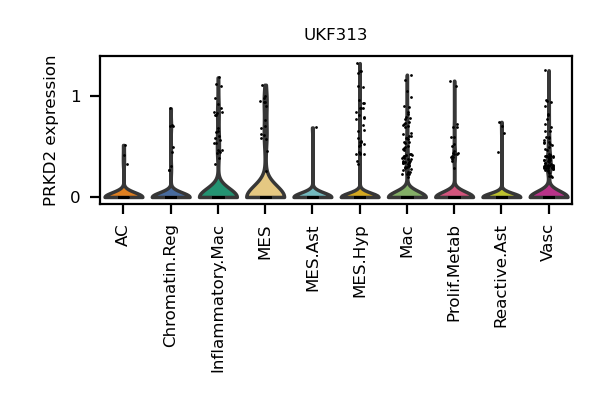 UKF313
PRKD2 expression
1
0
AC
Chromatin.Reg
Inflammatory.Mac
MES
MES.Ast
MES.Hyp
Mac
Prolif.Metab
Reactive.Ast
Vasc